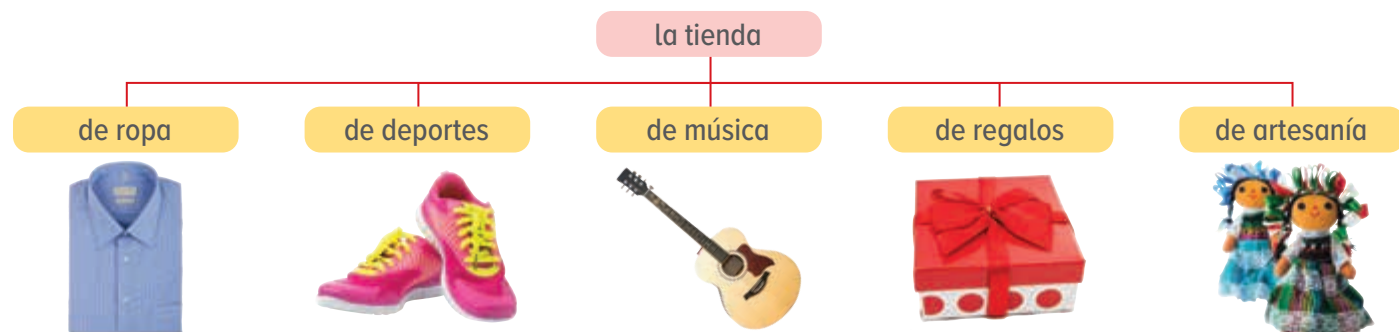 la tienda
de ropa
de deportes
de música
de regalos
de artesanía